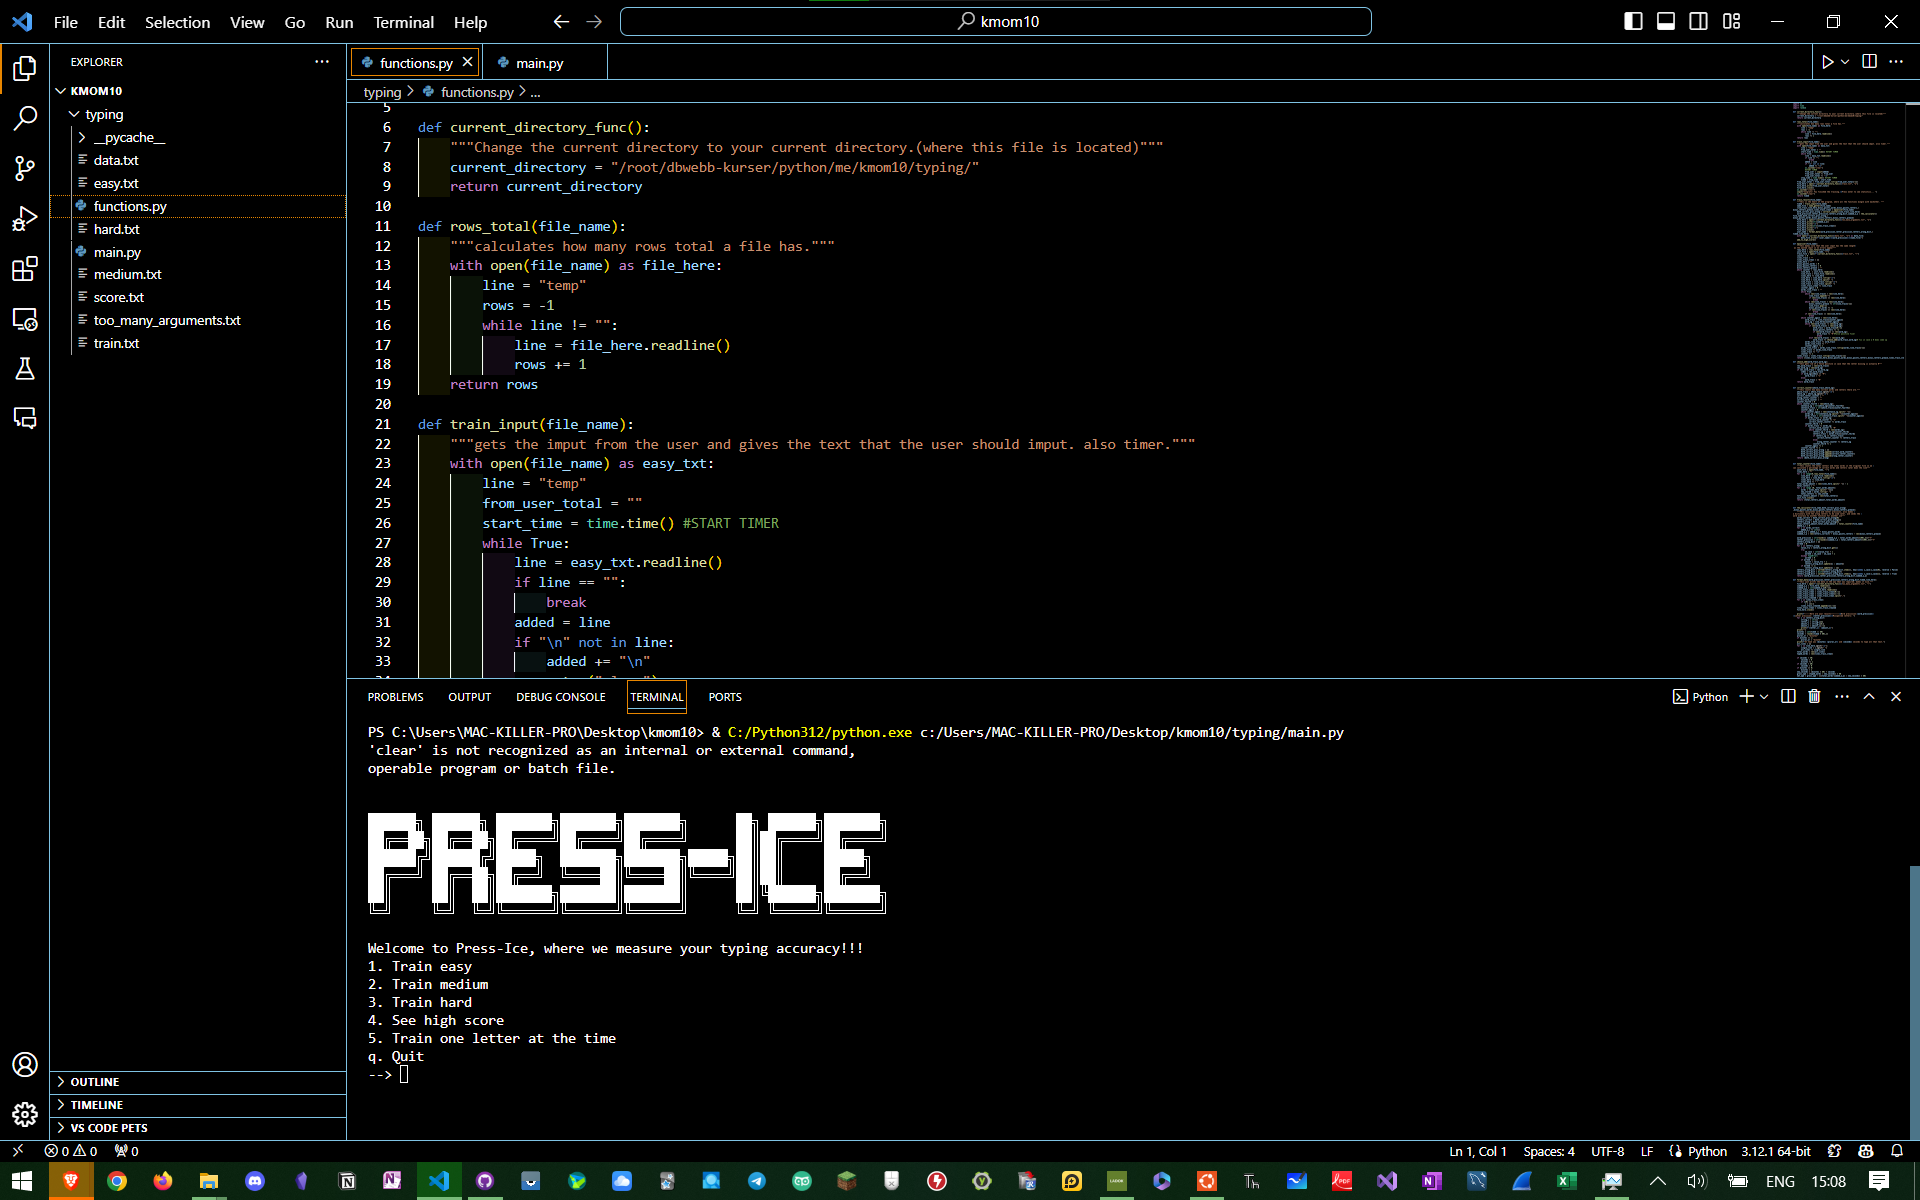 File Edit Selection View Go Run Terminal Help
kmom10
EXPLORER
KMOM10
typing
__pycache__
data.txt
easy.txt
functions.py
hard.txt
main.py
medium.txt
score.txt
too_many_arguments.txt
train.txt
OUTLINE
TIMELINE
VS CODE PETS
functions.py
main.py
typing > functions.py > ...
5
6 def current_directory_func():
7 """Change the current directory to your current directory.(where this file is located)"""
8 current_directory = "/root/dbwebb-kurser/python/me/kmom10/typing/"
9 return current_directory
10
11 def rows_total(file_name):
12 """calculates how many rows total a file has."""
13 with open(file_name) as file_here:
14 line = "temp"
15 rows = -1
16 while line != "":
17 line = file_here.readline()
18 rows += 1
19 return rows
20
21 def train_input(file_name):
22 """gets the imput from the user and gives the text that the user should imput. also timer."""
23 with open(file_name) as easy_txt:
24 line = "temp"
25 from_user_total = ""
26 start_time = time.time() #START TIMER
27 while True:
28 line = easy_txt.readline()
29 if line == "":
30 break
31 added = line
32 if "\n" not in line:
33 added += "\n"
PROBLEMS OUTPUT DEBUG CONSOLE TERMINAL PORTS
Python
PS C:\Users\MAC-KILLER-PRO\Desktop\kmom10> & C:/Python312/python.exe c:/Users/MAC-KILLER-PRO/Desktop/kmom10/typing/main.py
'clear' is not recognized as an internal or external command,
operable program or batch file.
PRESS-ICE
Welcome to Press-Ice, where we measure your typing accuracy!!!
1. Train easy
2. Train medium
3. Train hard
4. See high score
5. Train one letter at the time
q. Quit
-->
0 0 0
Ln 1, Col 1 Spaces: 4 UTF-8 LF Python 3.12.1 64-bit
ENG 15:08